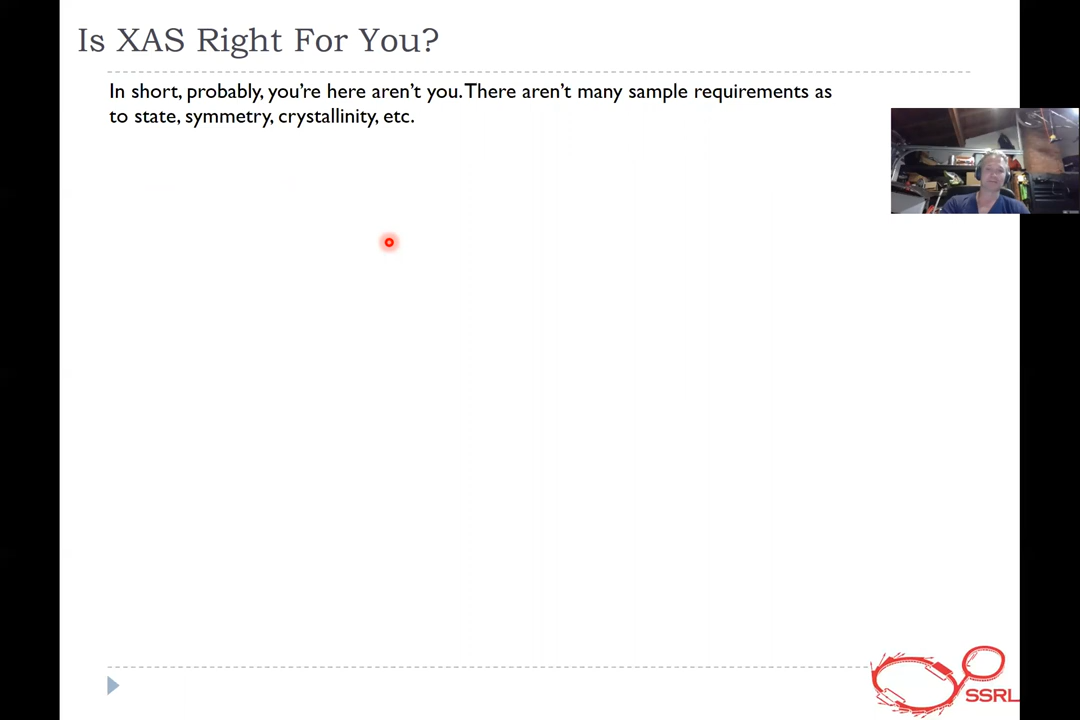 Is XAS Right For You?
In short, probably, you’re here aren’t you. There aren’t many sample requirements as
to state, symmetry, crystallinity, etc.
SSRL